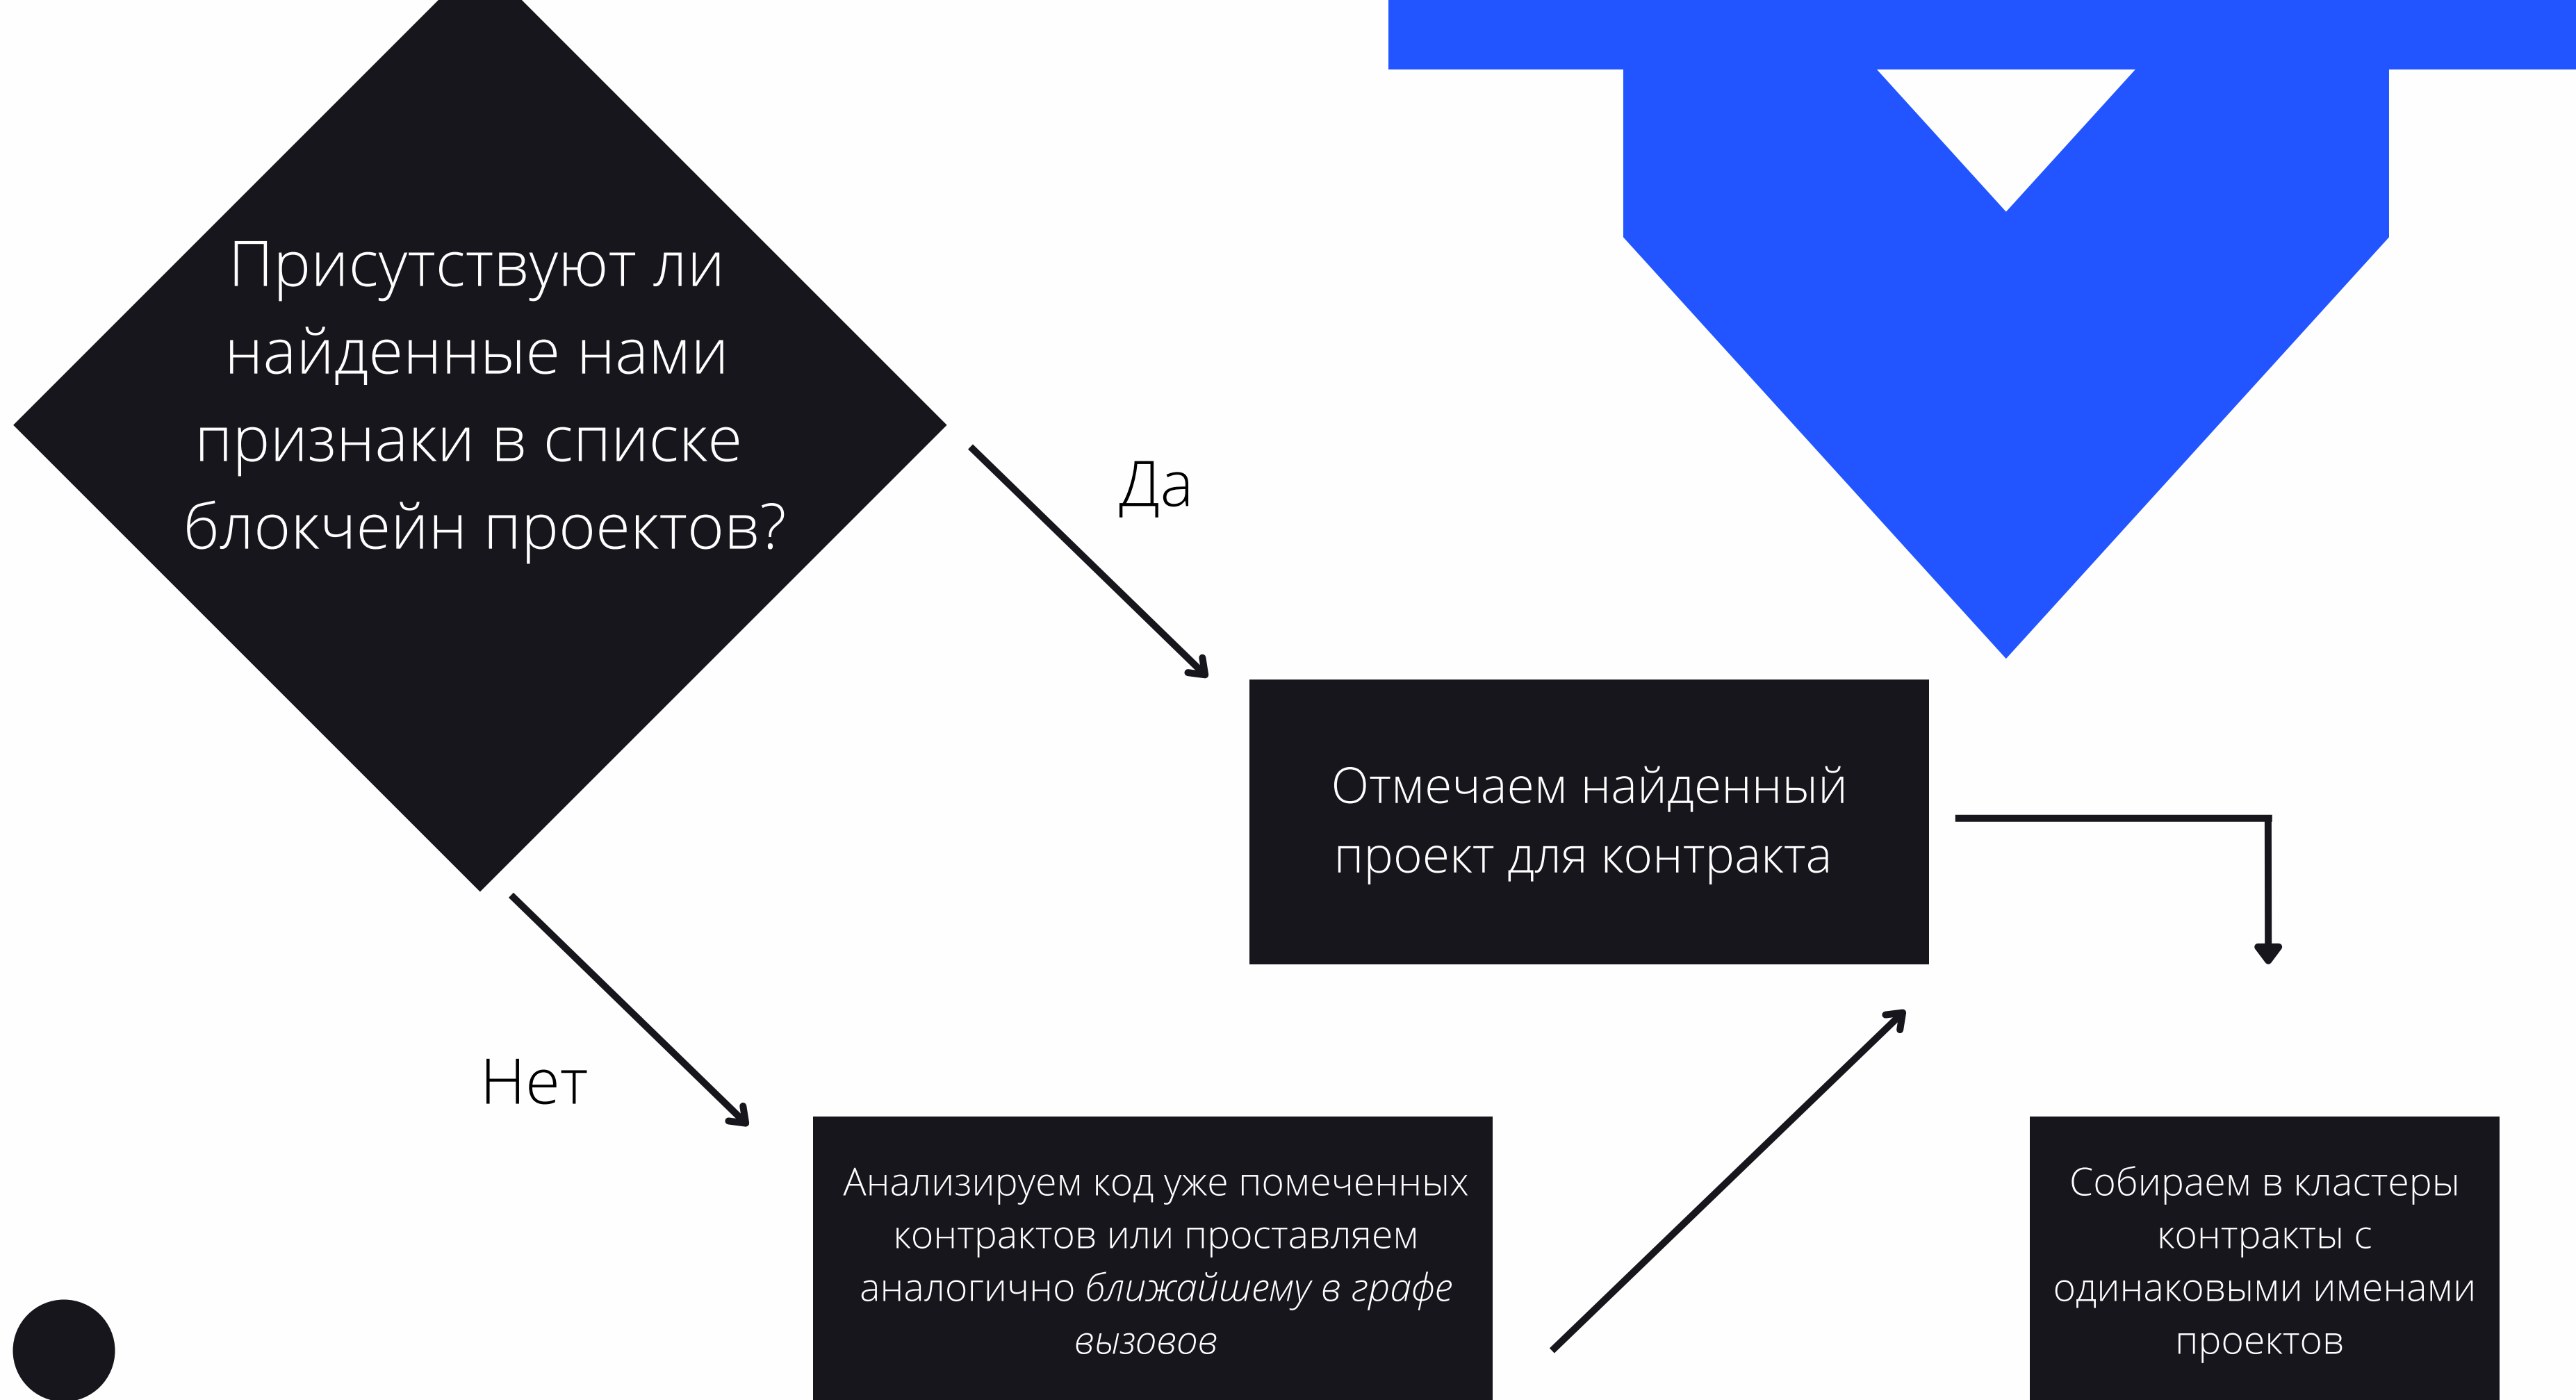 Присутствуют ли
найденные нами
признаки в списке
блокчейн проектов?
Да
Отмечаем найденный
проект для контракта
Нет
Анализируем код уже помеченных
контрактов или проставляем
аналогично ближайшему в графе
вызовов
Собираем в кластеры
контракты с
одинаковыми именами
проектов